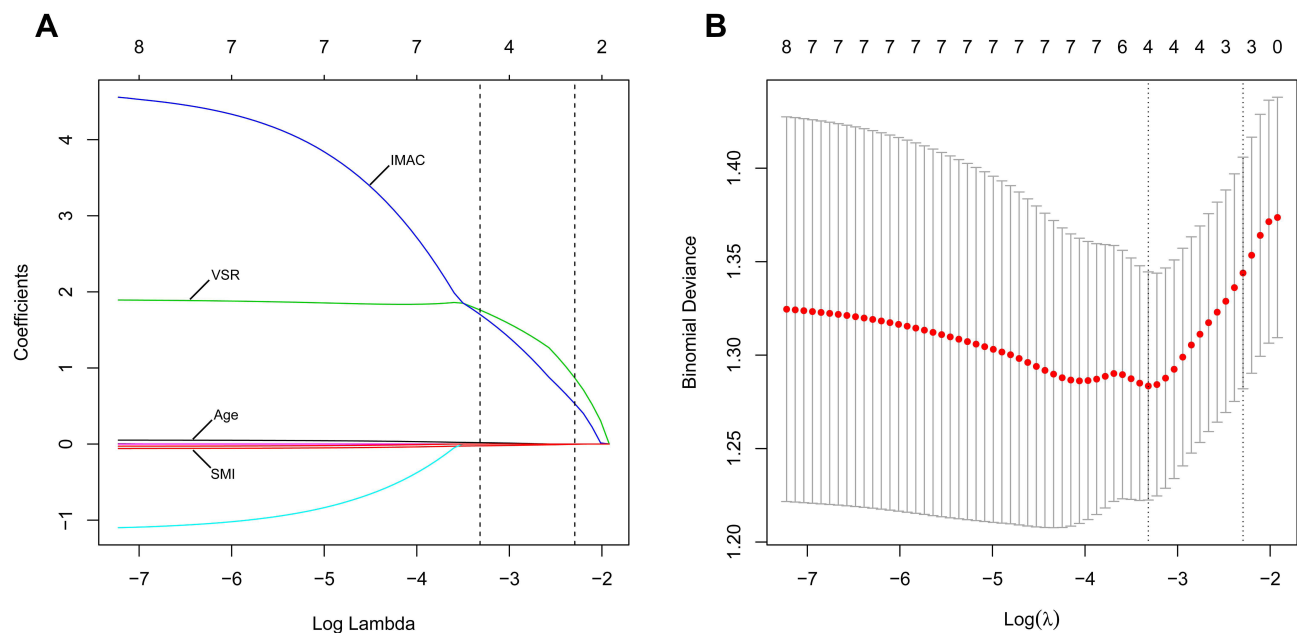 A
8 7 7 7 4 2
Coefficients
4
3
2
1
0
−1
IMAC
VSR
Age
SMI
−7 −6 −5 −4 −3 −2
Log Lambda
B
8 7 7 7 7 7 7 7 7 7 7 7 7 6 4 4 4 3 3 0
Binomial Deviance
1.40
1.35
1.30
1.25
1.20
−7 −6 −5 −4 −3 −2
Log(λ)